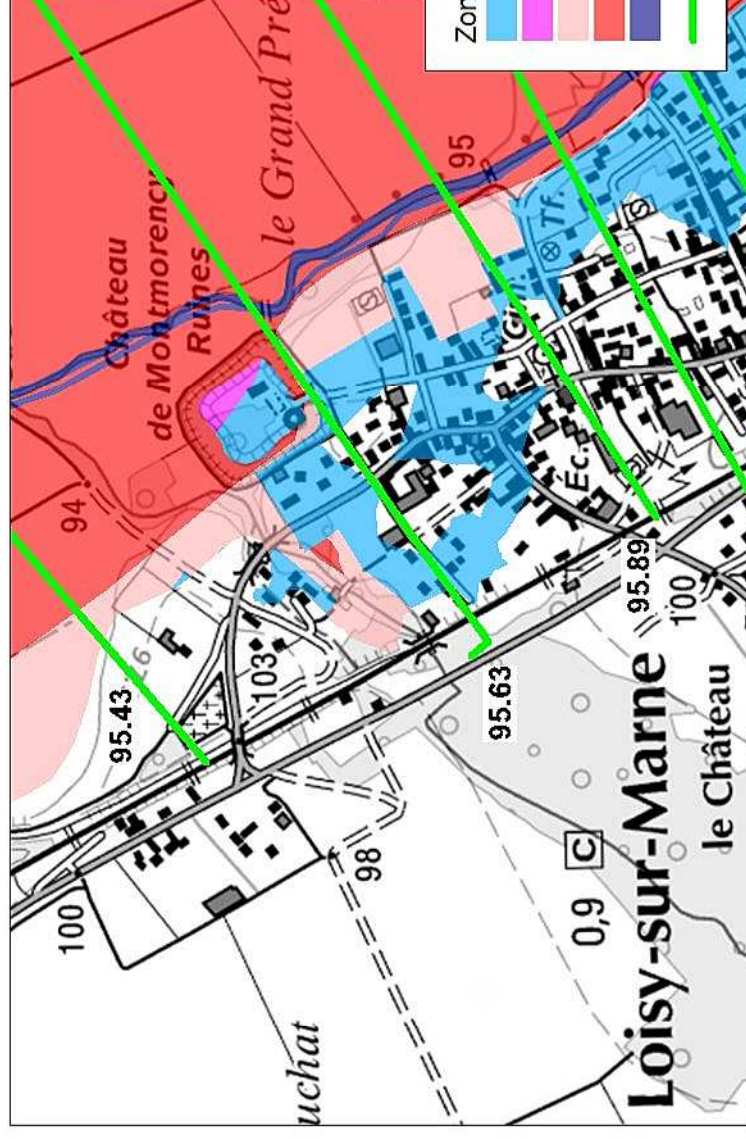 Zon
le Grand Pré
95
Château
de Montmorency
Ruines
Tf.
94
Éc.
95.43
103
95.63
95.89
100
98
100
0,9
C
Loisy-sur-Marne
le Château
uchat